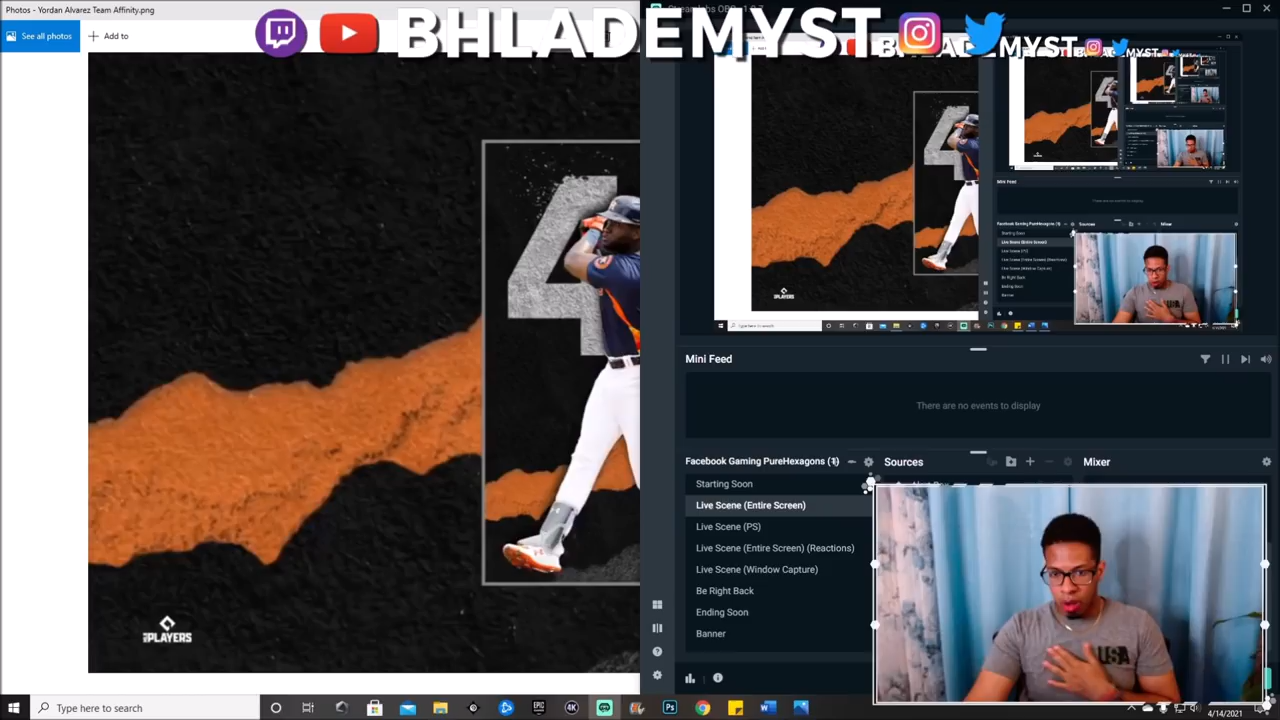 Photos - Yordan Alvarez Team Affinity.png
See all photos
Add to
BHLADEMYST
4
PLAYERS
Mini Feed
There are no events to display
Facebook Gaming PureHexagons (1)
Sources
Mixer
Starting Soon
Live Scene (Entire Screen)
Live Scene (PS)
Live Scene (Entire Screen) (Reactions)
Live Scene (Window Capture)
Be Right Back
Ending Soon
Banner
Type here to search
4/14/2021